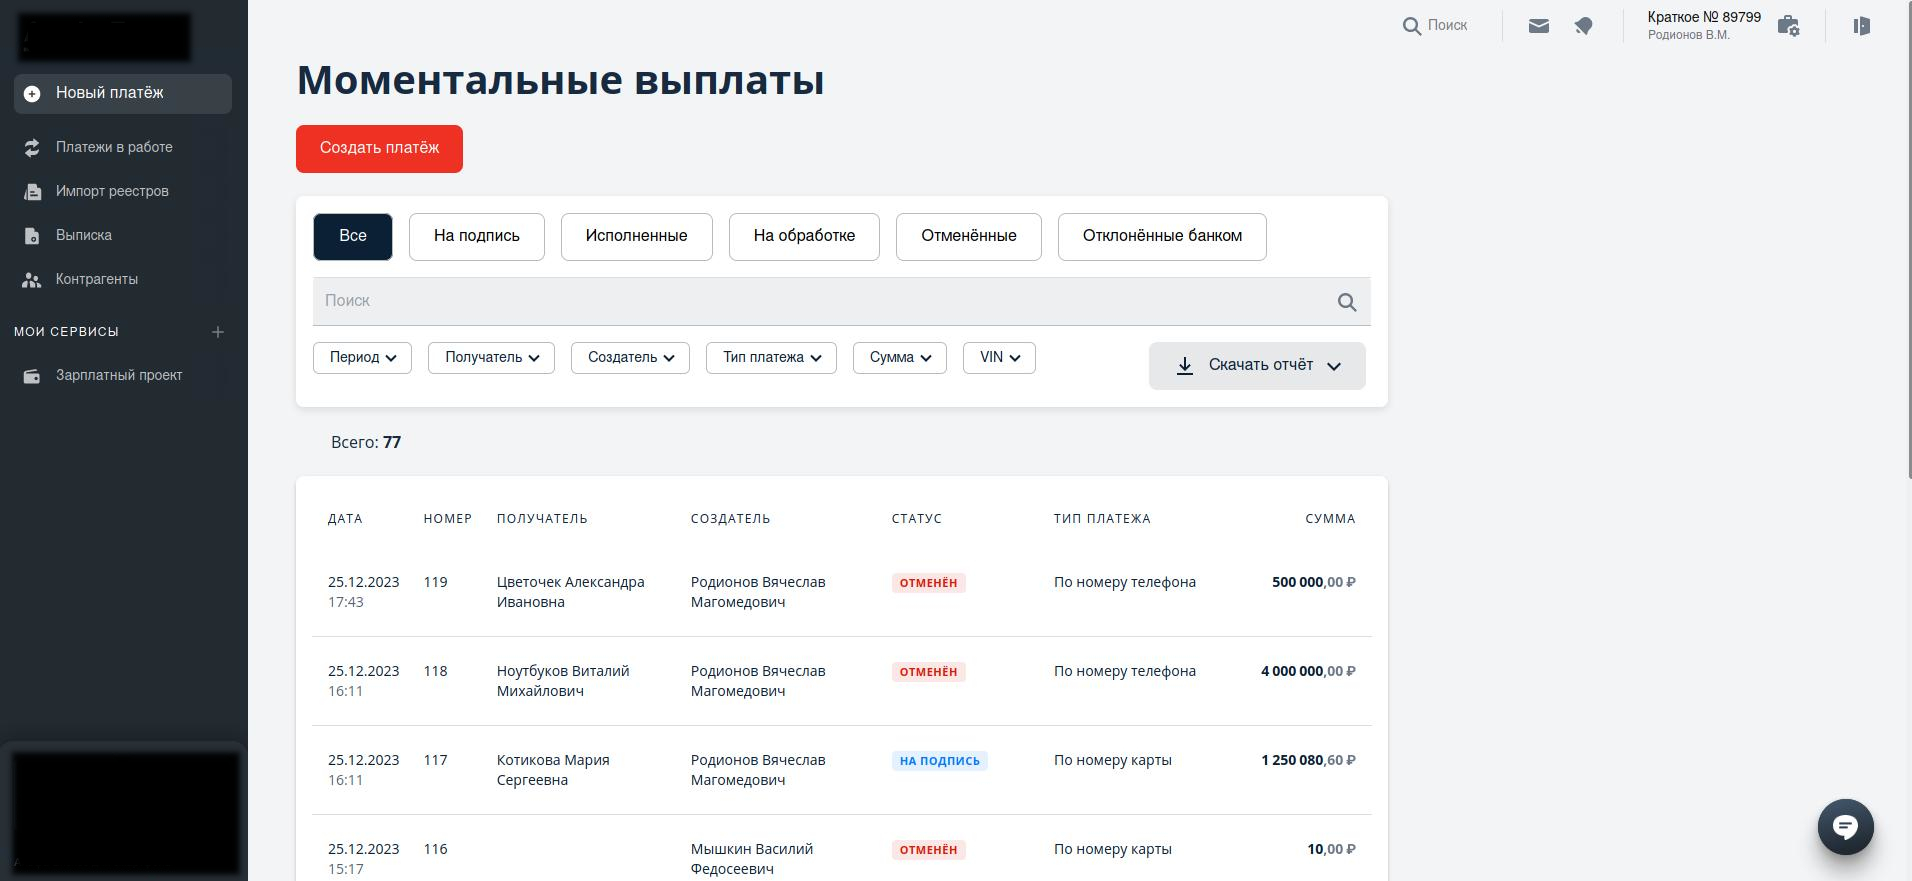 Новый платёж
Платежи в работе
Импорт реестров
Выписка
Контрагенты
МОИ СЕРВИСЫ
Зарплатный проект
Поиск
Краткое № 89799
Родионов В.М.
Моментальные выплаты
Создать платёж
Все На подпись Исполненные На обработке Отменённые Отклонённые банком
Поиск
Период Получатель Создатель Тип платежа Сумма VIN Скачать отчёт
Всего: 77
ДАТА НОМЕР ПОЛУЧАТЕЛЬ СОЗДАТЕЛЬ СТАТУС ТИП ПЛАТЕЖА СУММА
25.12.2023 119 Цветочек Александра Родионов Вячеслав ОТМЕНЁН По номеру телефона 500 000,00 ₽
17:43 Ивановна Магомедович
25.12.2023 118 Ноутбуков Виталий Родионов Вячеслав ОТМЕНЁН По номеру телефона 4 000 000,00 ₽
16:11 Михайлович Магомедович
25.12.2023 117 Котикова Мария Родионов Вячеслав НА ПОДПИСЬ По номеру карты 1 250 080,60 ₽
16:11 Сергеевна Магомедович
25.12.2023 116 Мышкин Василий ОТМЕНЁН По номеру карты 10,00 ₽
15:17 Федосеевич